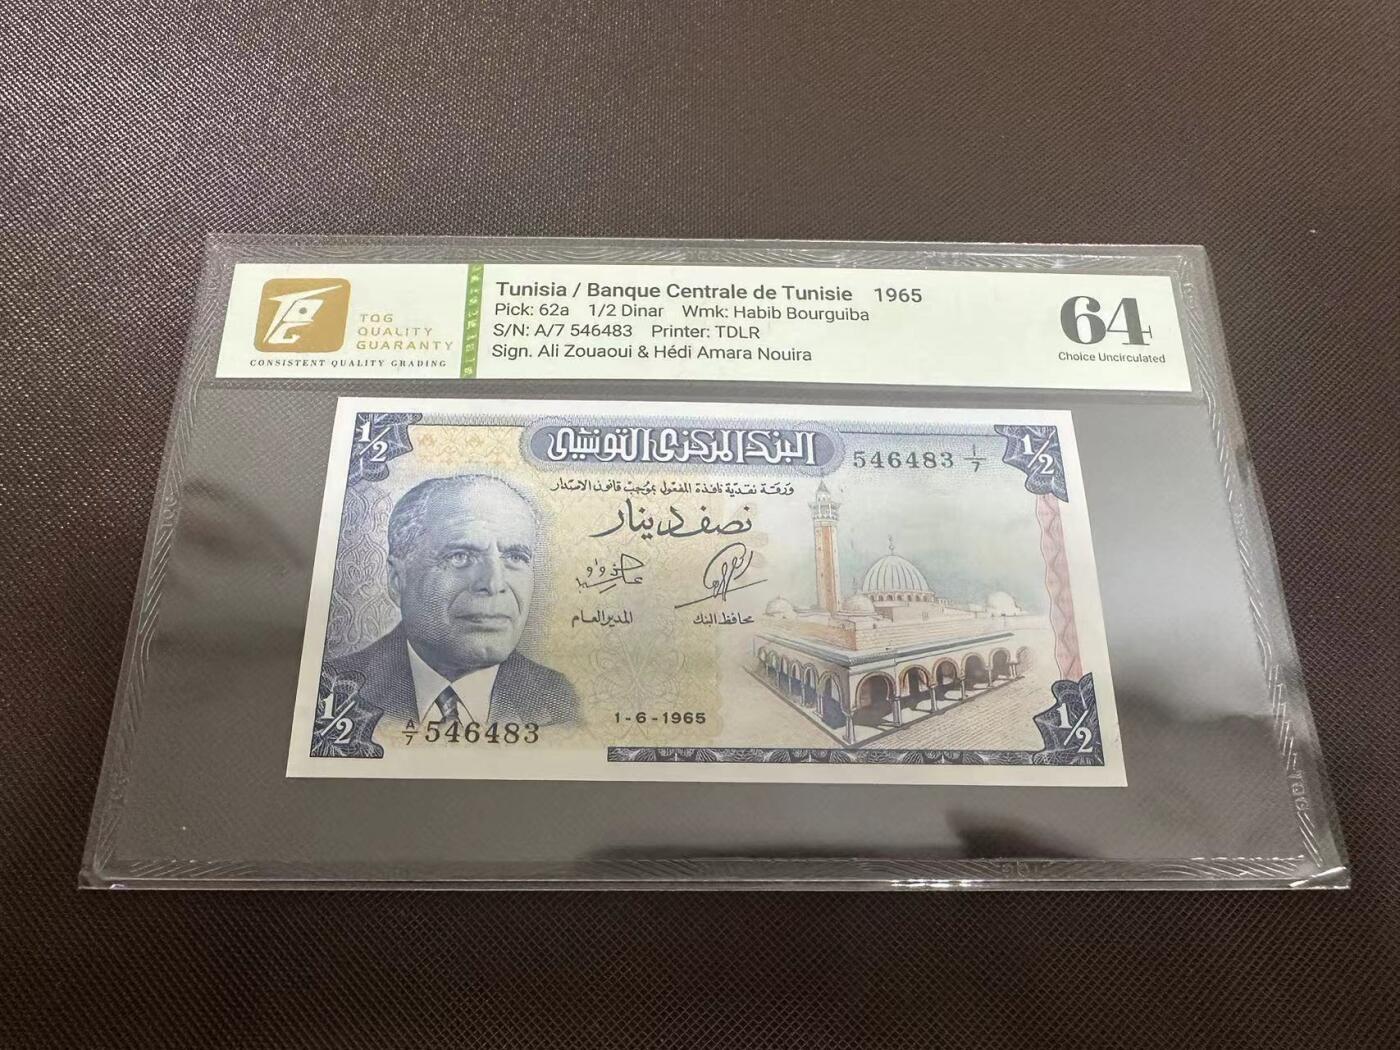 TQG
QUALITY
GUARANTY
CONSISTENT QUALITY GRADING
Tunisia / Banque Centrale de Tunisie 1965
Pick: 62a 1/2 Dinar Wmk: Habib Bourguiba
S/N: A/7 546483 Printer: TDLR
Sign. Ali Zouaoui & Hédi Amara Nouira
64
Choice Uncirculated
1/2
البنك المركزي التونسي
546483 ا/7
1/2
ورقة نقدية نافذة المفعول بموجب قانون الاصدار
نصف دينار
المدير العام
محافظ البنك
1-6-1965
1/2
A/7 546483
1/2